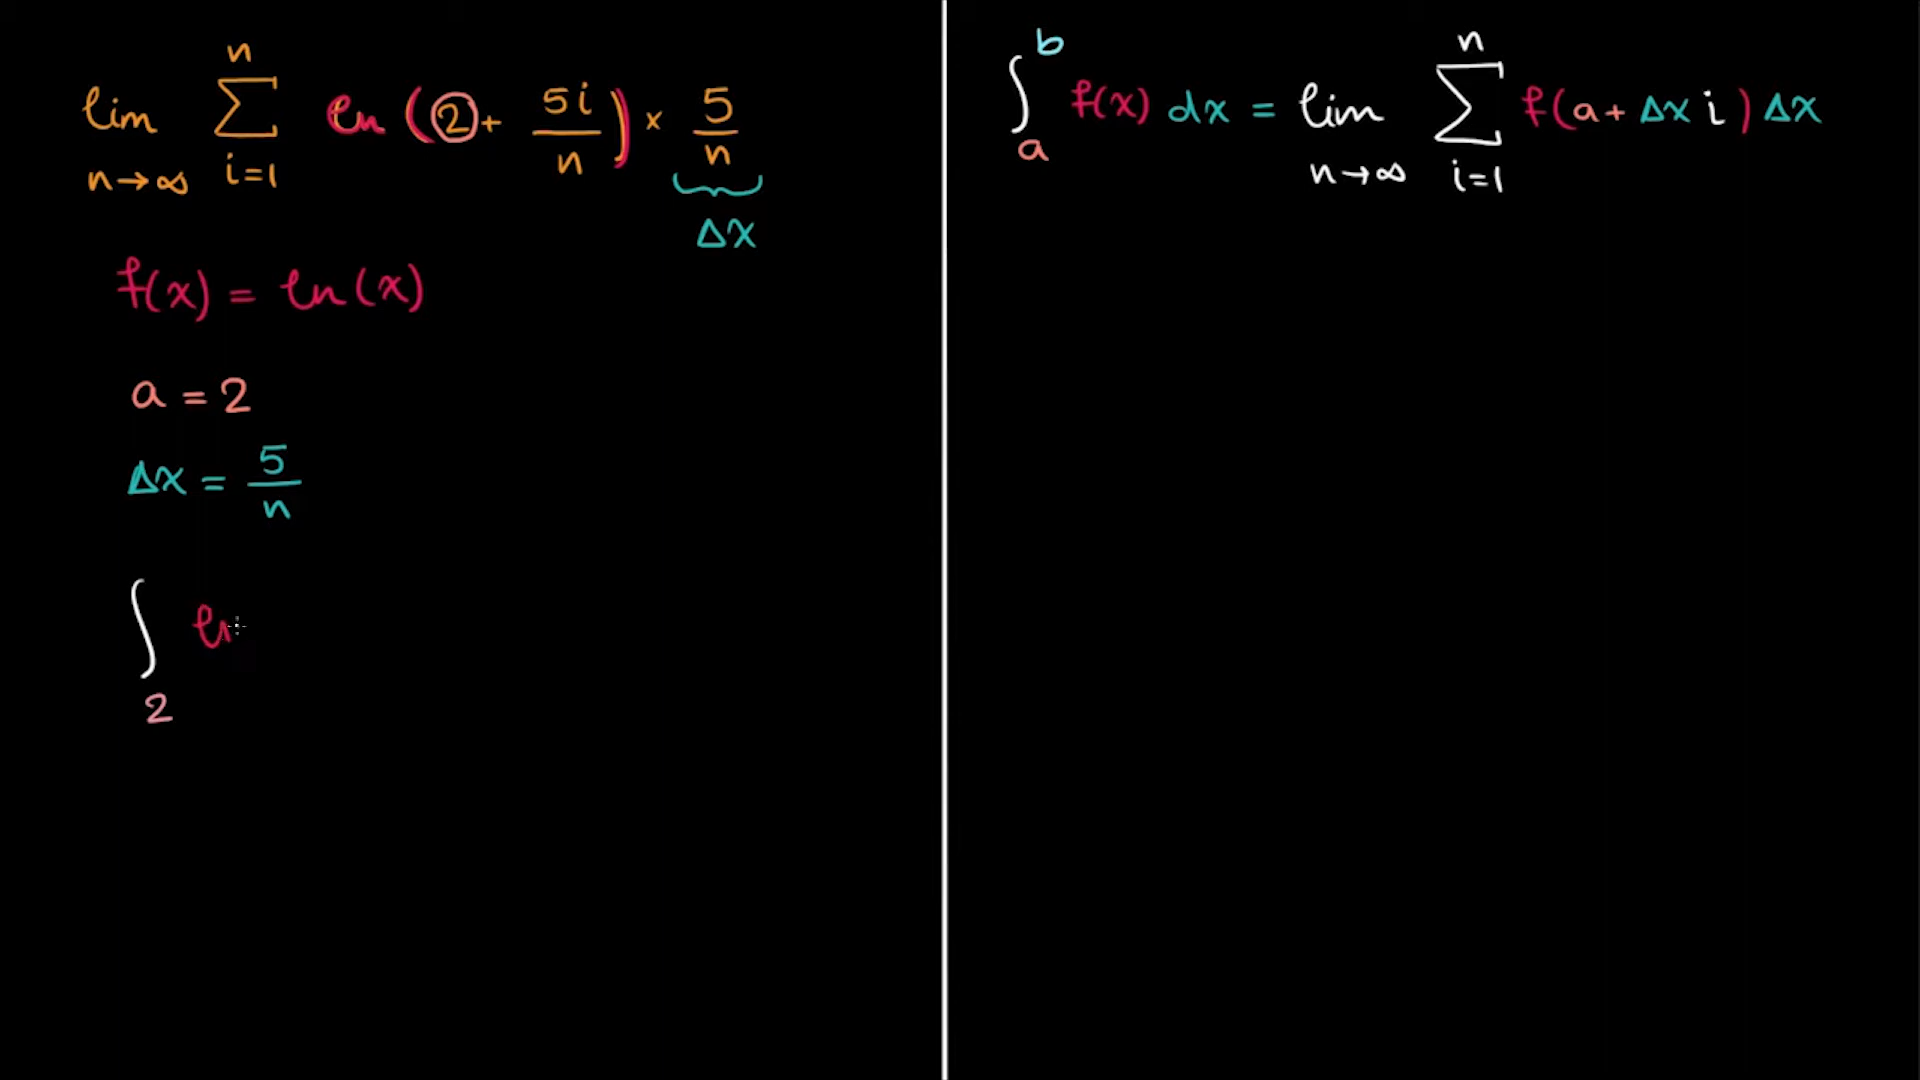 lim n→∞ n Σ i=1 ln (2 + 5i/n) × 5/n
Δx
f(x) = ln(x)
a = 2
Δx = 5/n
∫ 2 ln
∫ b a f(x) dx = lim n→∞ n Σ i=1 f(a + Δx i) Δx